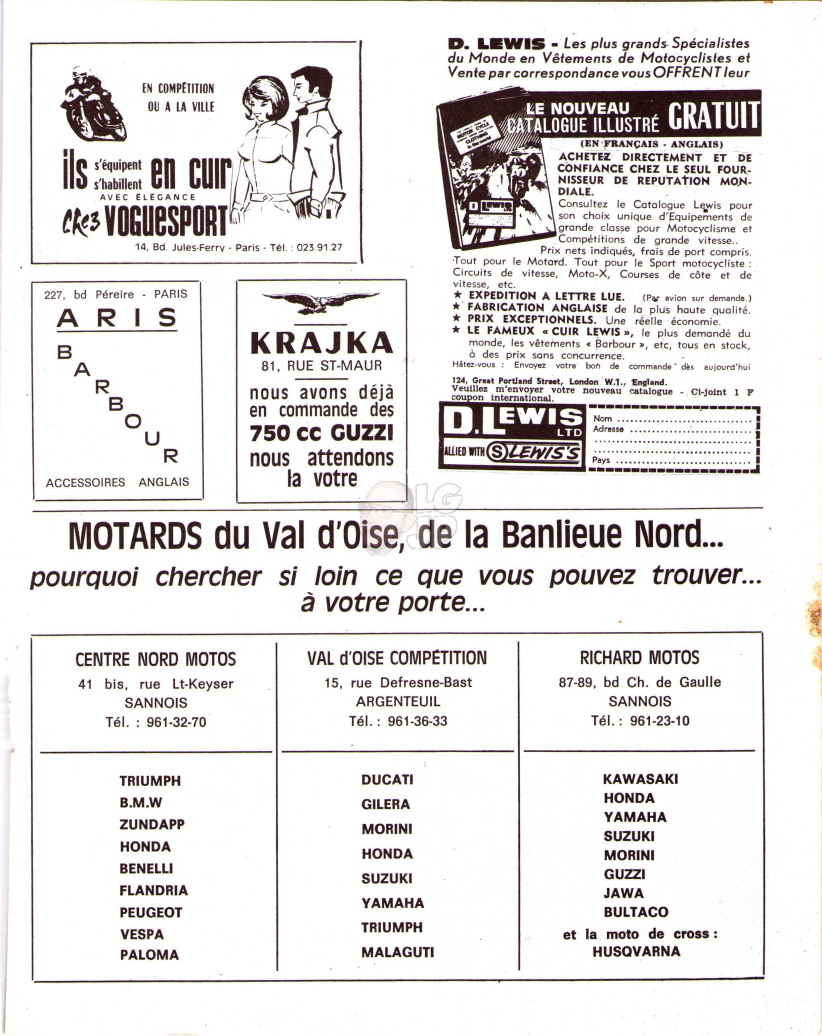 EN COMPÉTITION
OU A LA VILLE
ils s'équipent en cuir
s'habillent
AVEC ÉLÉGANCE
chez VOGUESPORT
14, Bd. Jules-Ferry - Paris - Tél. : 023.91.27
D. LEWIS - Les plus grands Spécialistes
du Monde en Vêtements de Motocyclistes et
Vente par correspondance vous OFFRENT leur
LE NOUVEAU
CATALOGUE ILLUSTRÉ GRATUIT
(EN FRANÇAIS - ANGLAIS)
MOTOR CYCLE
CLOTHING
D. LEWIS
ACHETEZ DIRECTEMENT ET DE
CONFIANCE CHEZ LE SEUL FOUR-
NISSEUR DE REPUTATION MON-
DIALE.
Consultez le Catalogue Lewis pour
son choix unique d'Equipements de
grande classe pour Motocyclisme et
Compétitions de grande vitesse..
Prix nets indiqués, frais de port compris.
Tout pour le Motard. Tout pour le Sport motocycliste :
Circuits de vitesse, Moto-X, Courses de côte et de
vitesse, etc.
★ EXPEDITION A LETTRE LUE. (Par avion sur demande.)
★ FABRICATION ANGLAISE de la plus haute qualité.
★ PRIX EXCEPTIONNELS. Une réelle économie.
★ LE FAMEUX « CUIR LEWIS », le plus demandé du
monde, les vêtements « Barbour », etc, tous en stock,
à des prix sans concurrence.
Hâtez-vous : Envoyez votre bon de commande dès aujourd'hui
124, Great Portland Street, London W.1., England.
Veuillez m'envoyer votre nouveau catalogue - Ci-joint 1 F
coupon international.
D. LEWIS
LTD
ALLIED WITH (S) LEWIS'S
Nom ..............................
Adresse ..............................
Pays ..............................
227, bd Péreire - PARIS
ARIS
BARBOUR
ACCESSOIRES ANGLAIS
KRAJKA
81, RUE ST-MAUR
nous avons déjà
en commande des
750 cc GUZZI
nous attendons
la votre
LG
MOTARDS du Val d'Oise, de la Banlieue Nord...
pourquoi chercher si loin ce que vous pouvez trouver...
à votre porte...
CENTRE NORD MOTOS
41 bis, rue Lt-Keyser
SANNOIS
Tél. : 961-32-70
TRIUMPH
B.M.W
ZUNDAPP
HONDA
BENELLI
FLANDRIA
PEUGEOT
VESPA
PALOMA
VAL d'OISE COMPÉTITION
15, rue Defresne-Bast
ARGENTEUIL
Tél. : 961-36-33
DUCATI
GILERA
MORINI
HONDA
SUZUKI
YAMAHA
TRIUMPH
MALAGUTI
RICHARD MOTOS
87-89, bd Ch. de Gaulle
SANNOIS
Tél. : 961-23-10
KAWASAKI
HONDA
YAMAHA
SUZUKI
MORINI
GUZZI
JAWA
BULTACO
et la moto de cross :
HUSQVARNA